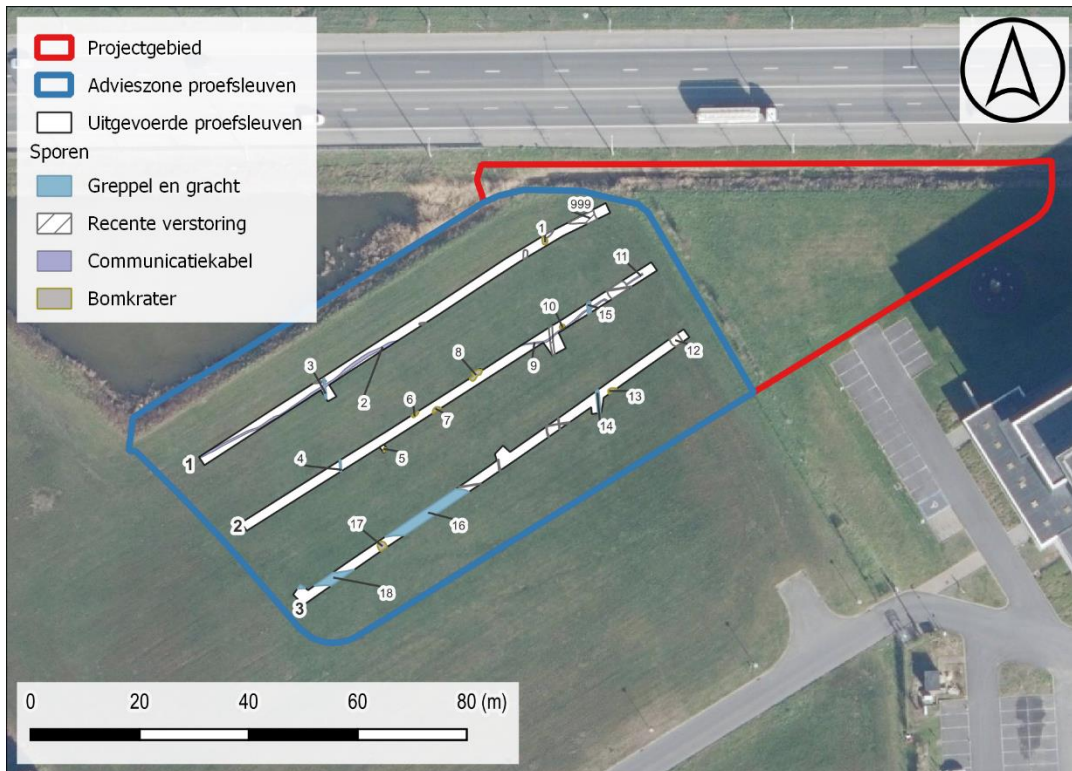 Projectgebied
Advieszone proefsleuven
Uitgevoerde proefsleuven
Sporen
Greppel en gracht
Recente verstoring
Communicatiekabel
Bomkrater
999
1
11
10
15
3
2
8
9
12
6
7
13
14
1
4
5
2
17
16
18
3
0 20 40 60 80 (m)